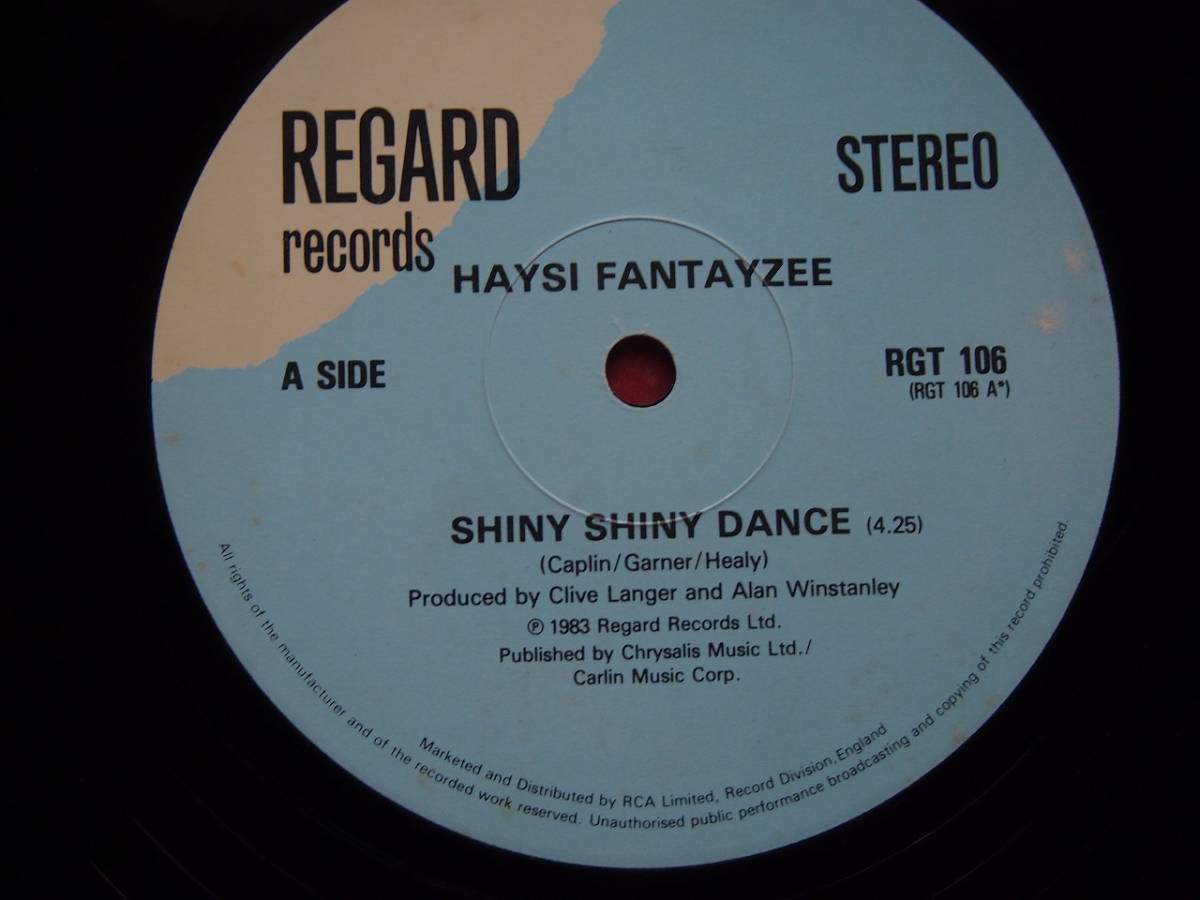 REGARD
records
STEREO
HAYSI FANTAYZEE
A SIDE
RGT 106
(RGT 106 A*)
SHINY SHINY DANCE (4.25)
(Caplin/Garner/Healy)
Produced by Clive Langer and Alan Winstanley
℗ 1983 Regard Records Ltd.
Published by Chrysalis Music Ltd./
Carlin Music Corp.
Marketed and Distributed by RCA Limited, Record Division, England
All rights of the manufacturer and of the recorded work reserved. Unauthorised public performance broadcasting and copying of this record prohibited.